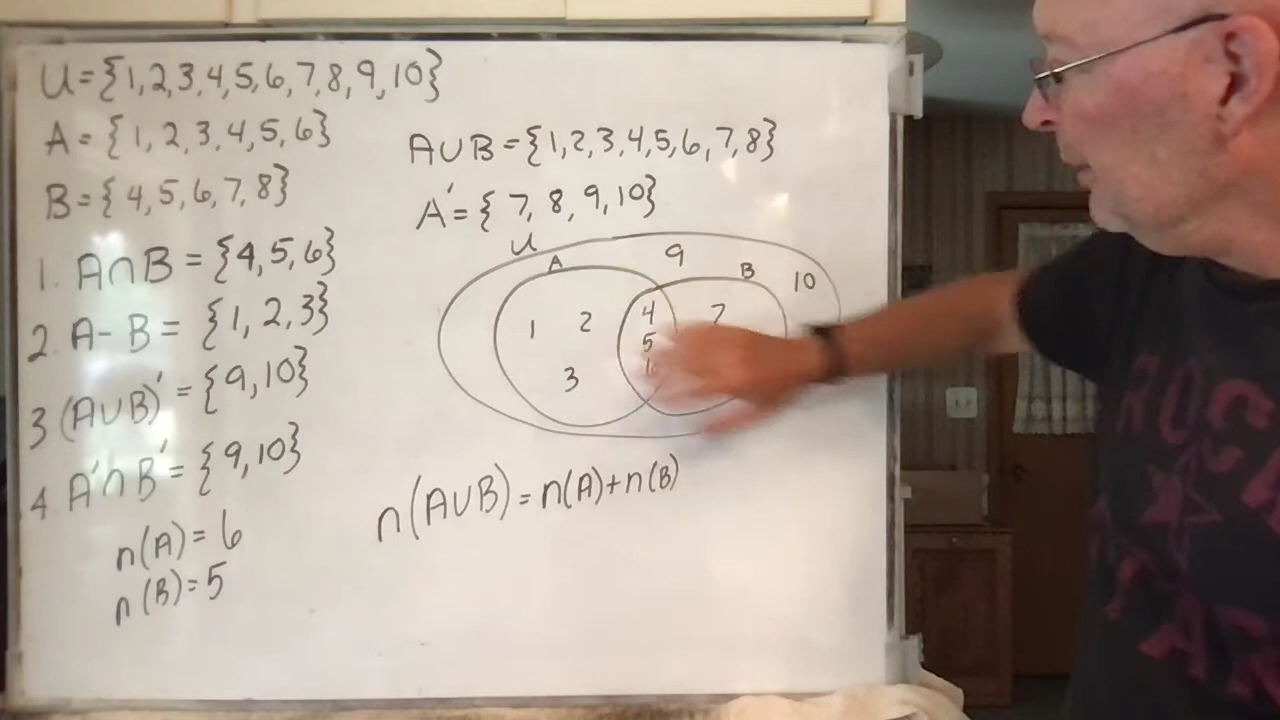 U={1,2,3,4,5,6,7,8,9,10}
A={1,2,3,4,5,6}
B={4,5,6,7,8}
1. A∩B={4,5,6}
2. A-B={1,2,3}
3 (A∪B)'={9,10}
4. A'∩B'={9,10}
n(A)=6
n(B)=5
A∪B={1,2,3,4,5,6,7,8}
A'={7,8,9,10}
U
A
9
B
10
1
2
4
7
5
3
n(A∪B)=n(A)+n(B)